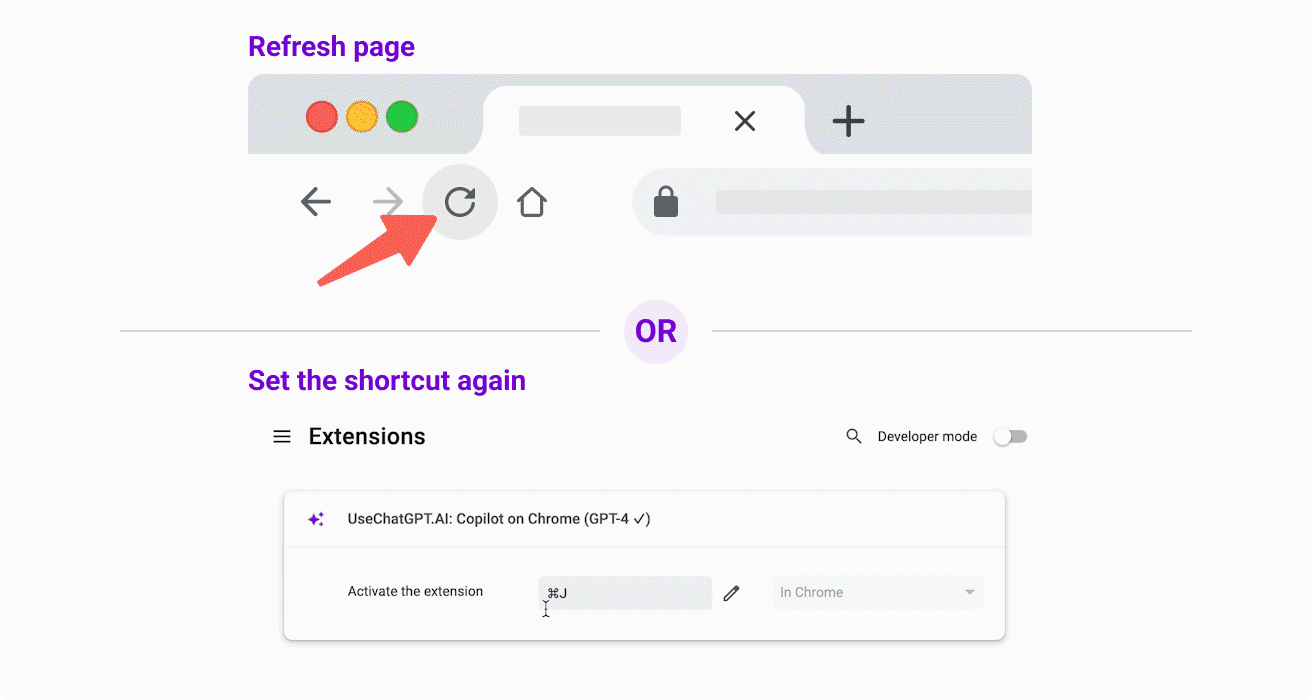 Refresh page
OR
Set the shortcut again
Extensions
Developer mode
UseChatGPT.AI: Copilot on Chrome (GPT-4 ✓)
Activate the extension
⌘J
In Chrome